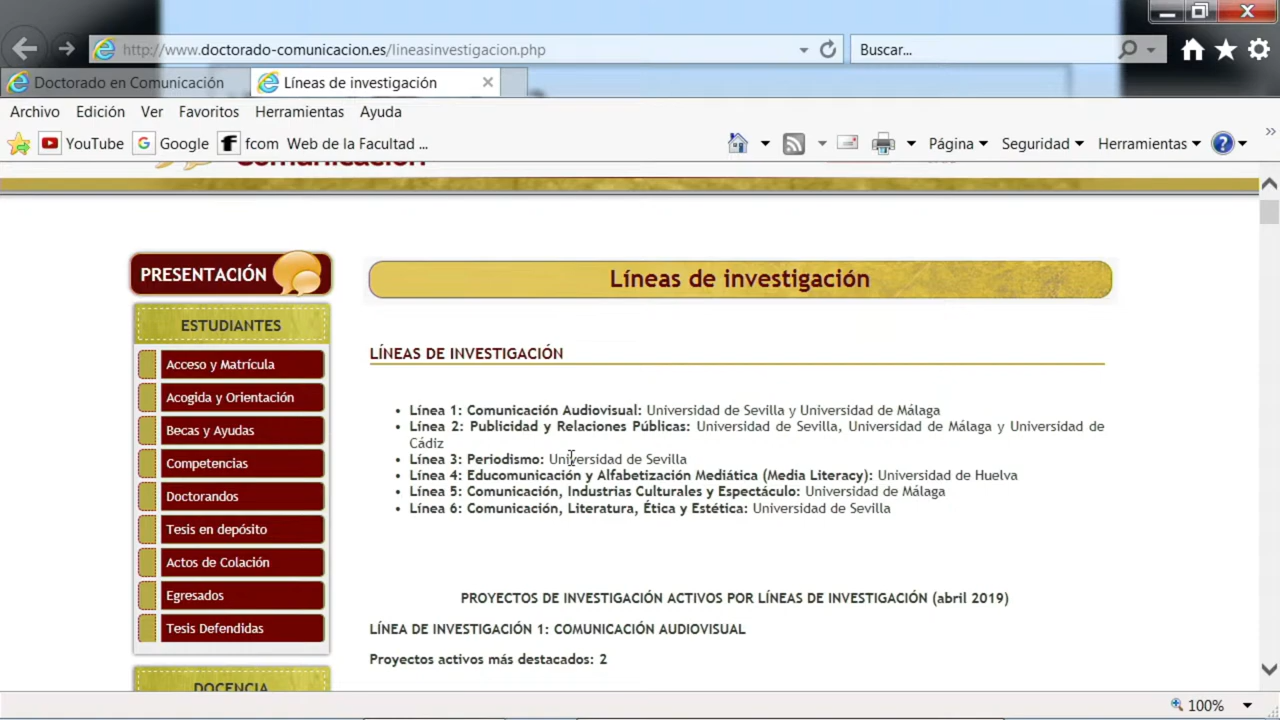 http://www.doctorado-comunicacion.es/lineasinvestigacion.php
Buscar...
Doctorado en Comunicación
Líneas de investigación
Archivo Edición Ver Favoritos Herramientas Ayuda
YouTube Google fcom Web de la Facultad ...
Página Seguridad Herramientas
Comunicación
PRESENTACIÓN
ESTUDIANTES
Acceso y Matrícula
Acogida y Orientación
Becas y Ayudas
Competencias
Doctorandos
Tesis en depósito
Actos de Colación
Egresados
Tesis Defendidas
DOCENCIA
Líneas de investigación
LÍNEAS DE INVESTIGACIÓN
• Línea 1: Comunicación Audiovisual: Universidad de Sevilla y Universidad de Málaga
• Línea 2: Publicidad y Relaciones Públicas: Universidad de Sevilla, Universidad de Málaga y Universidad de
Cádiz
• Línea 3: Periodismo: Universidad de Sevilla
• Línea 4: Educomunicación y Alfabetización Mediática (Media Literacy): Universidad de Huelva
• Línea 5: Comunicación, Industrias Culturales y Espectáculo: Universidad de Málaga
• Línea 6: Comunicación, Literatura, Ética y Estética: Universidad de Sevilla
PROYECTOS DE INVESTIGACIÓN ACTIVOS POR LÍNEAS DE INVESTIGACIÓN (abril 2019)
LÍNEA DE INVESTIGACIÓN 1: COMUNICACIÓN AUDIOVISUAL
Proyectos activos más destacados: 2
100%